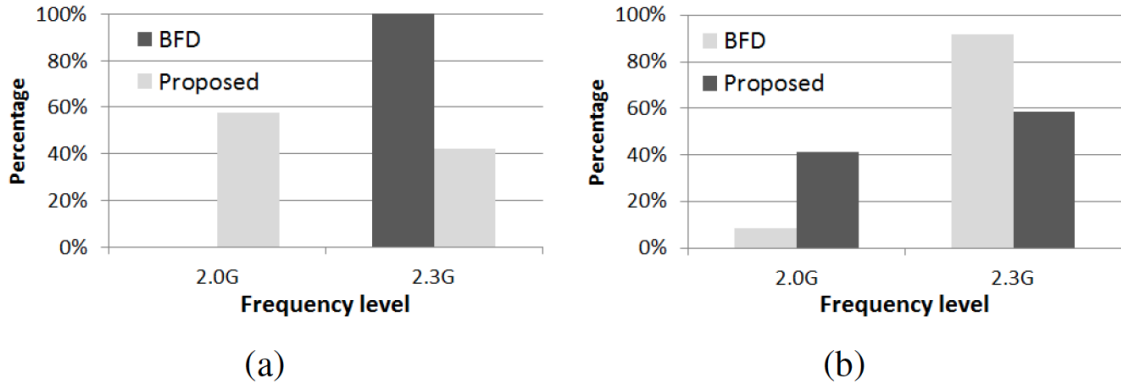 100%
80%
60%
40%
20%
0%
Percentage
BFD
Proposed
2.0G 2.3G
Frequency level
(a)
100%
80%
60%
40%
20%
0%
Percentage
BFD
Proposed
2.0G 2.3G
Frequency level
(b)